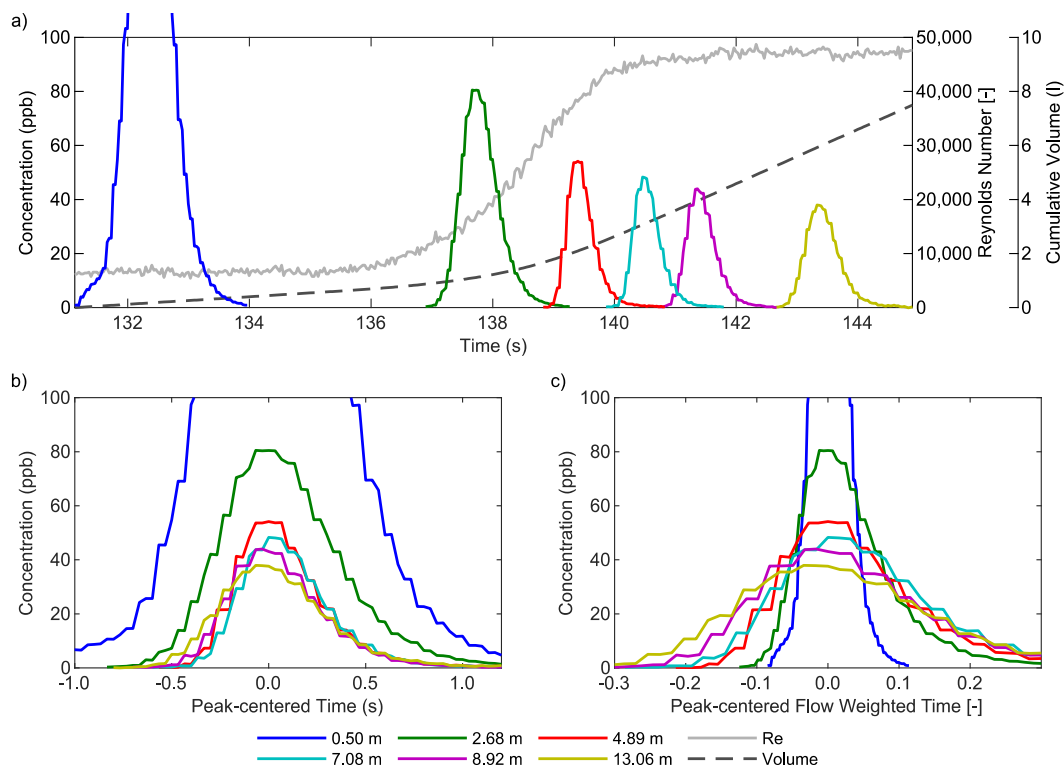 a)
100
80
60
40
20
0
Concentration (ppb)
132
134
136
138
140
142
144
Time (s)
50,000
40,000
30,000
20,000
10,000
0
Reynolds Number [-]
10
8
6
4
2
0
Cumulative Volume (l)
b)
100
80
60
40
20
0
Concentration (ppb)
-1.0
-0.5
0.0
0.5
1.0
Peak-centered Time (s)
c)
100
80
60
40
20
0
Concentration (ppb)
-0.3
-0.2
-0.1
0.0
0.1
0.2
Peak-centered Flow Weighted Time [-]
0.50 m
2.68 m
4.89 m
Re
7.08 m
8.92 m
13.06 m
Volume